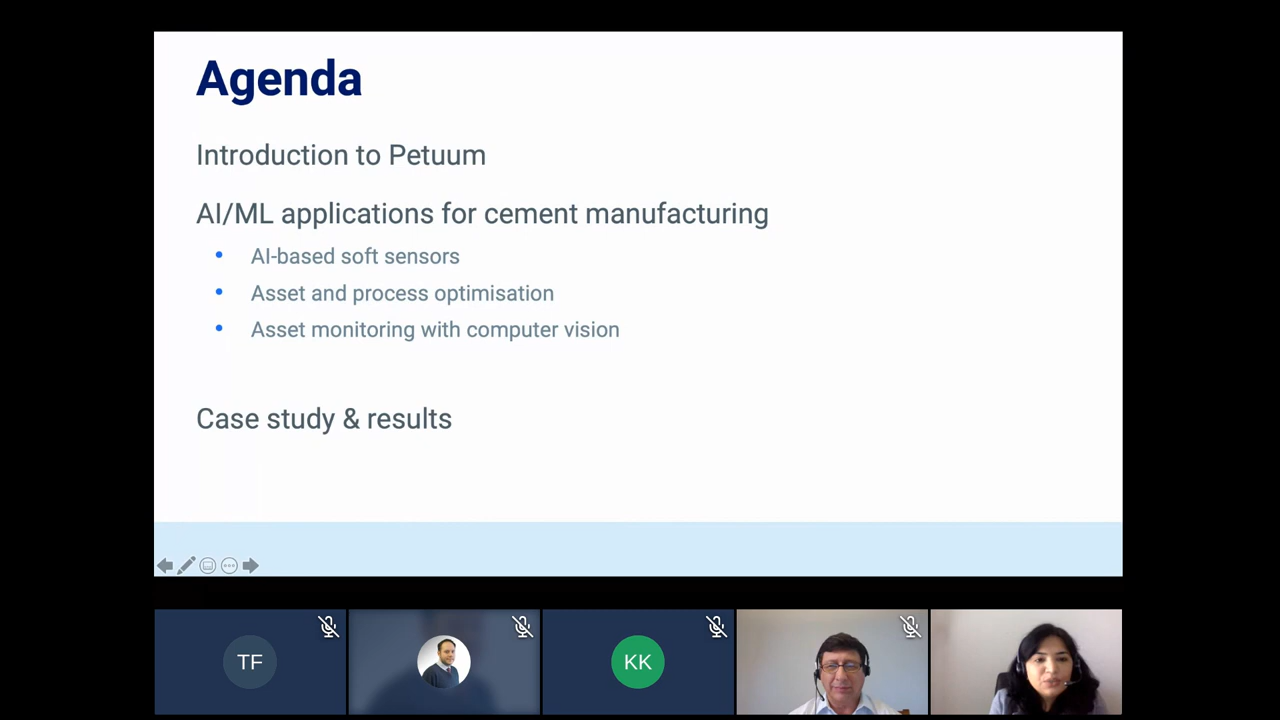 Agenda
Introduction to Petuum
AI/ML applications for cement manufacturing
• AI-based soft sensors
• Asset and process optimisation
• Asset monitoring with computer vision
Case study & results
TF
KK